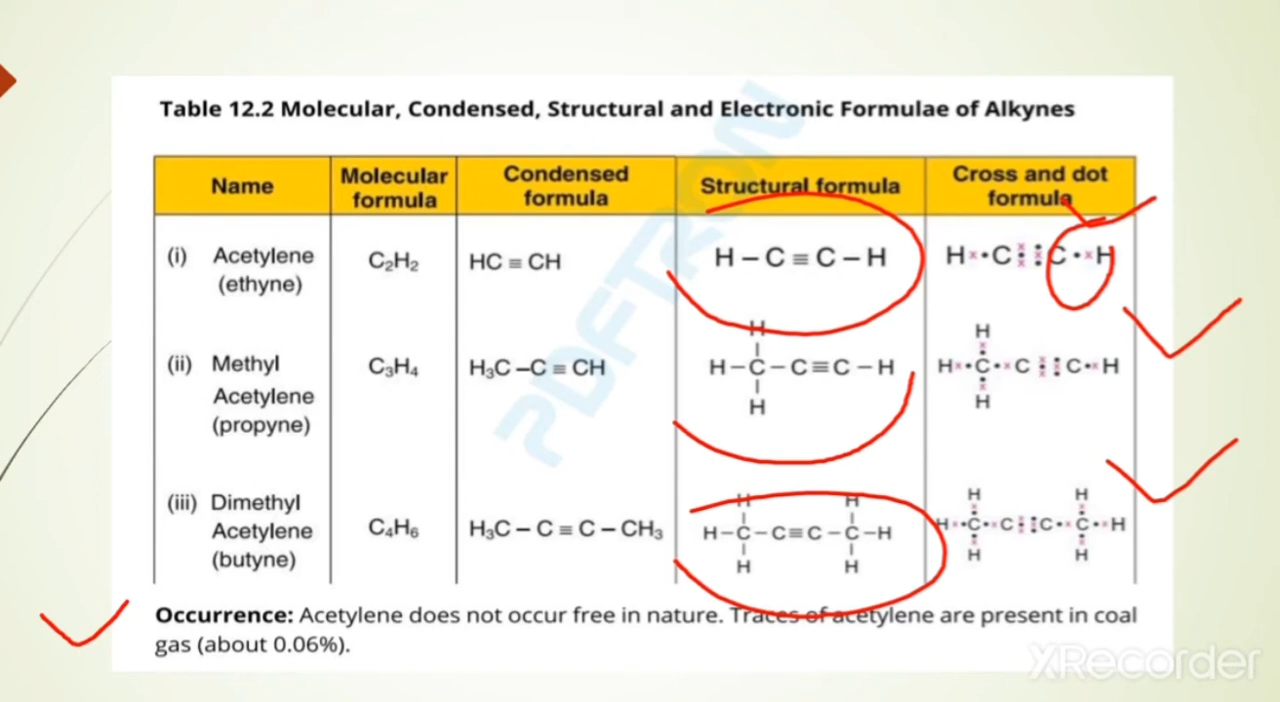 Table 12.2 Molecular, Condensed, Structural and Electronic Formulae of Alkynes
Name
Molecular formula
Condensed formula
Structural formula
Cross and dot formula
(i) Acetylene
(ethyne)
C₂H₂
HC ≡ CH
H – C ≡ C – H
H ×• C ××× ••• C •× H
(ii) Methyl
Acetylene
(propyne)
C₃H₄
H₃C –C ≡ CH
H
H – C – C ≡ C – H
H
H
H ×• C •× C ××× ••• C •× H
H
(iii) Dimethyl
Acetylene
(butyne)
C₄H₆
H₃C – C ≡ C – CH₃
H H
H – C – C ≡ C – C – H
H H
H H
H ×• C •× C ××× ••• C •× C •× H
H H
Occurrence: Acetylene does not occur free in nature. Traces of acetylene are present in coal
gas (about 0.06%).
PDFTRON
XRecorder